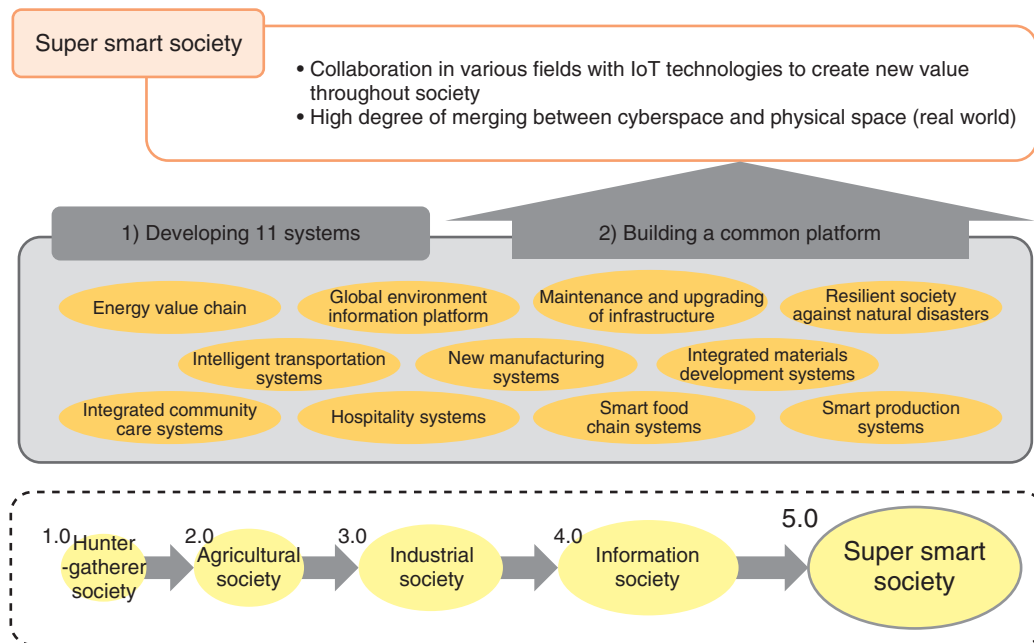 Super smart society
• Collaboration in various fields with IoT technologies to create new value
throughout society
• High degree of merging between cyberspace and physical space (real world)
1) Developing 11 systems
2) Building a common platform
Energy value chain
Global environment
information platform
Maintenance and upgrading
of infrastructure
Resilient society
against natural disasters
Intelligent transportation
systems
New manufacturing
systems
Integrated materials
development systems
Integrated community
care systems
Hospitality systems
Smart food
chain systems
Smart production
systems
1.0
Hunter
-gatherer
society
2.0
Agricultural
society
3.0
Industrial
society
4.0
Information
society
5.0
Super smart
society